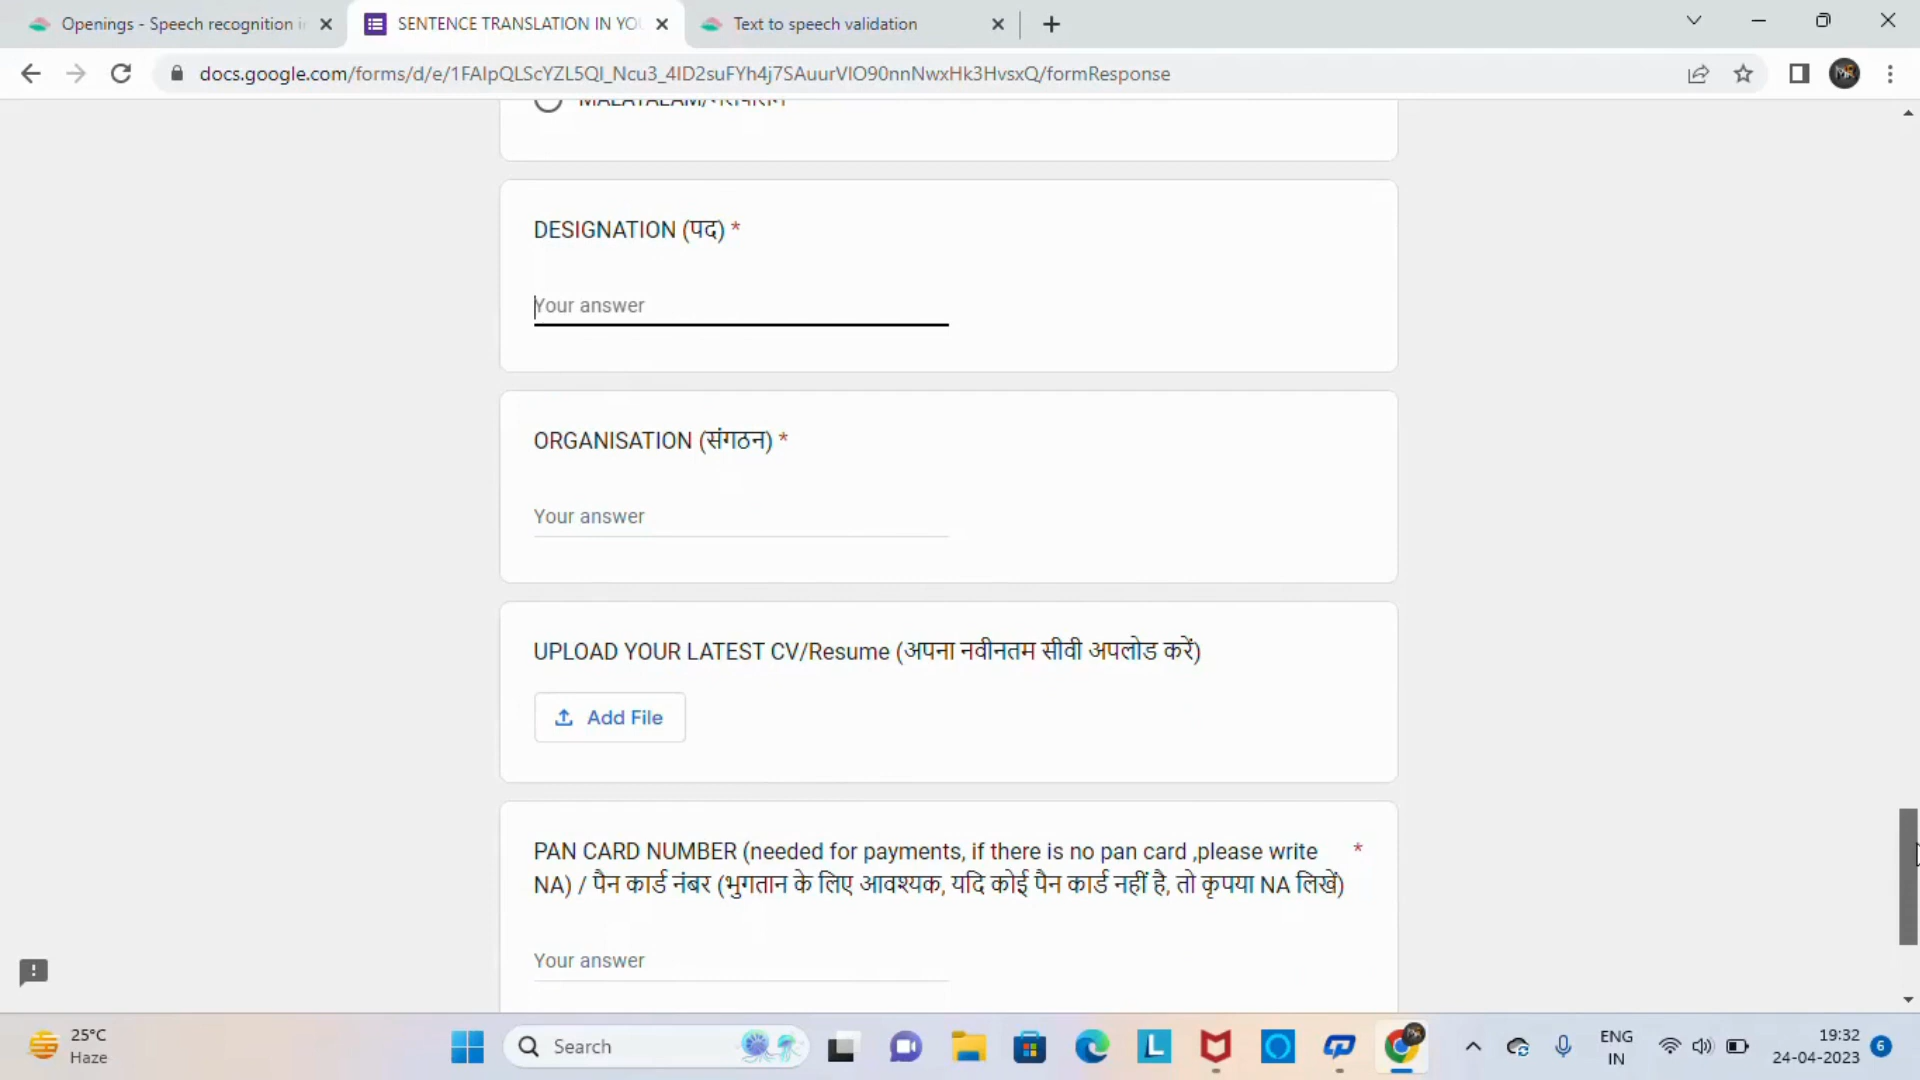 Openings - Speech recognition i
SENTENCE TRANSLATION IN YOU
Text to speech validation
docs.google.com/forms/d/e/1FAIpQLScYZL5QI_Ncu3_4ID2suFYh4j7SAuurVIO90nnNwxHk3HvsxQ/formResponse
DESIGNATION (पद) *
Your answer
ORGANISATION (संगठन) *
Your answer
UPLOAD YOUR LATEST CV/Resume (अपना नवीनतम सीवी अपलोड करें)
Add File
PAN CARD NUMBER (needed for payments, if there is no pan card ,please write *
NA) / पैन कार्ड नंबर (भुगतान के लिए आवश्यक, यदि कोई पैन कार्ड नहीं है, तो कृपया NA लिखें)
Your answer
25°C
Haze
Search
ENG
IN
19:32
24-04-2023
6